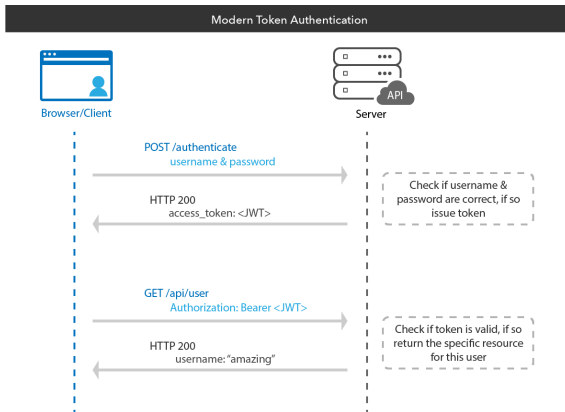 Modern Token Authentication
API
Browser/Client
Server
POST /authenticate
username & password
Check if username &
password are correct, if so
issue token
HTTP 200
access_token: <JWT>
GET /api/user
Authorization: Bearer <JWT>
Check if token is valid, if so
return the specific resource
for this user
HTTP 200
username: “amazing”